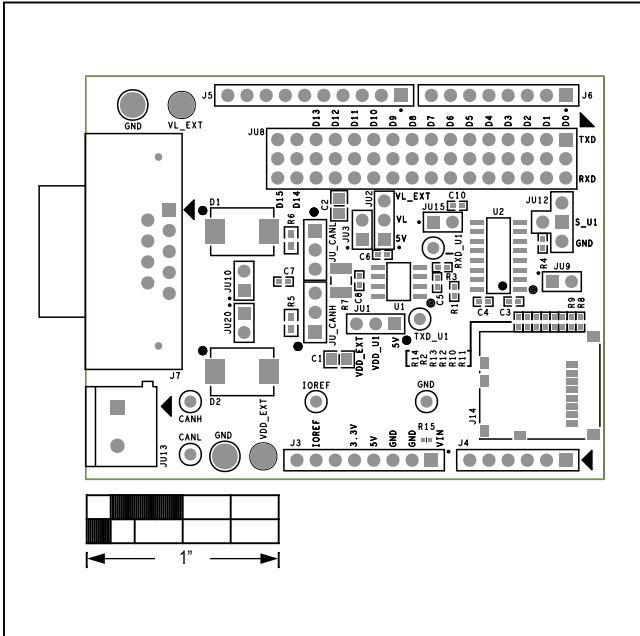 J5
J6
GND
VL_EXT
D13
D12
D11
D10
D9
D8
D7
D6
D5
D4
D3
D2
D1
D0
JU8
TXD
RXD
D15
D14
D1
R6
C2
JU_CANL
JU2
VL_EXT
VL
5V
JU3
C10
JU15
U2
JU12
S_U1
GND
R4
JU9
RXD_U1
C6
R3
C5
R1
C8
R7
U1
C7
JU10
JU20
R5
JU_CANH
JU1
TXD_U1
C4
C3
R9
R8
C1
VDD_EXT
VDD_U1
5V
R14
R2
R13
R12
R10
R11
J7
D2
CANH
IOREF
GND
J14
JU13
CANL
GND
VDD_EXT
J3
IOREF
3.3V
5V
GND
GND
VIN
R15
J4
1"